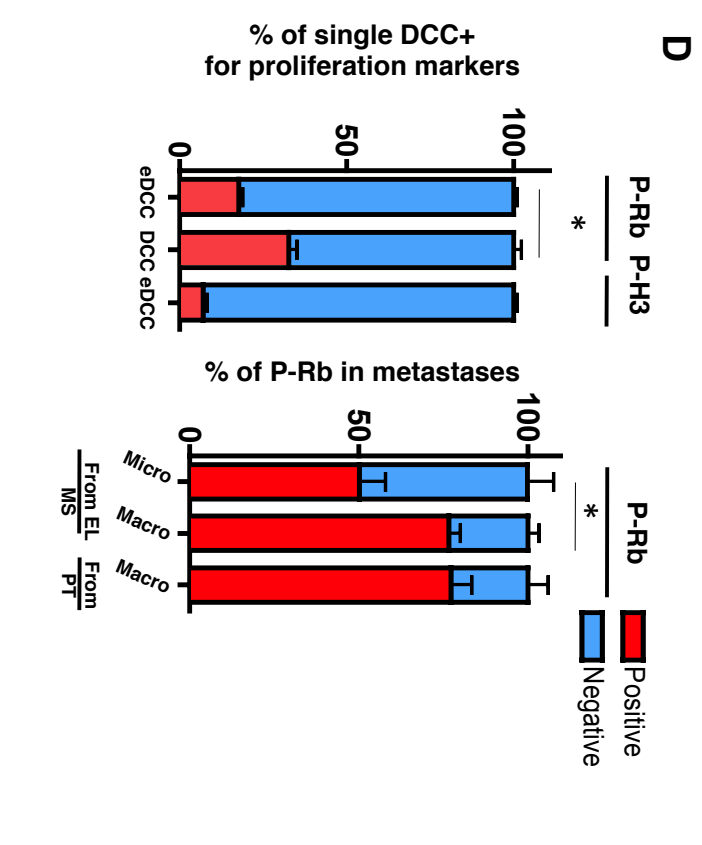 D
% of single DCC+
for proliferation markers
100
50
0
P-Rb P-H3
*
eDCC
DCC
eDCC
% of P-Rb in metastases
100
50
0
P-Rb
*
Micro
Macro
Macro
From EL
MS
From
PT
Positive
Negative